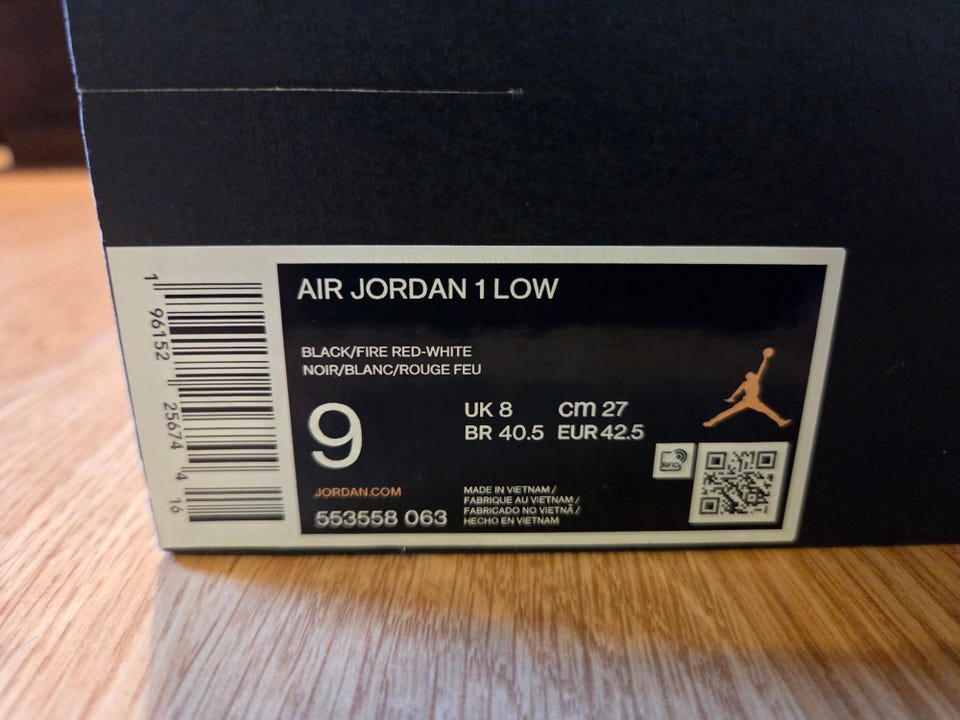 AIR JORDAN 1 LOW
BLACK/FIRE RED-WHITE
NOIR/BLANC/ROUGE FEU
9
UK 8 cm 27
BR 40.5 EUR 42.5
RFID
JORDAN.COM
553558 063
MADE IN VIETNAM /
FABRIQUE AU VIETNAM /
FABRICADO NO VIETNÃ /
HECHO EN VIETNAM
1 96152 25674 4 16